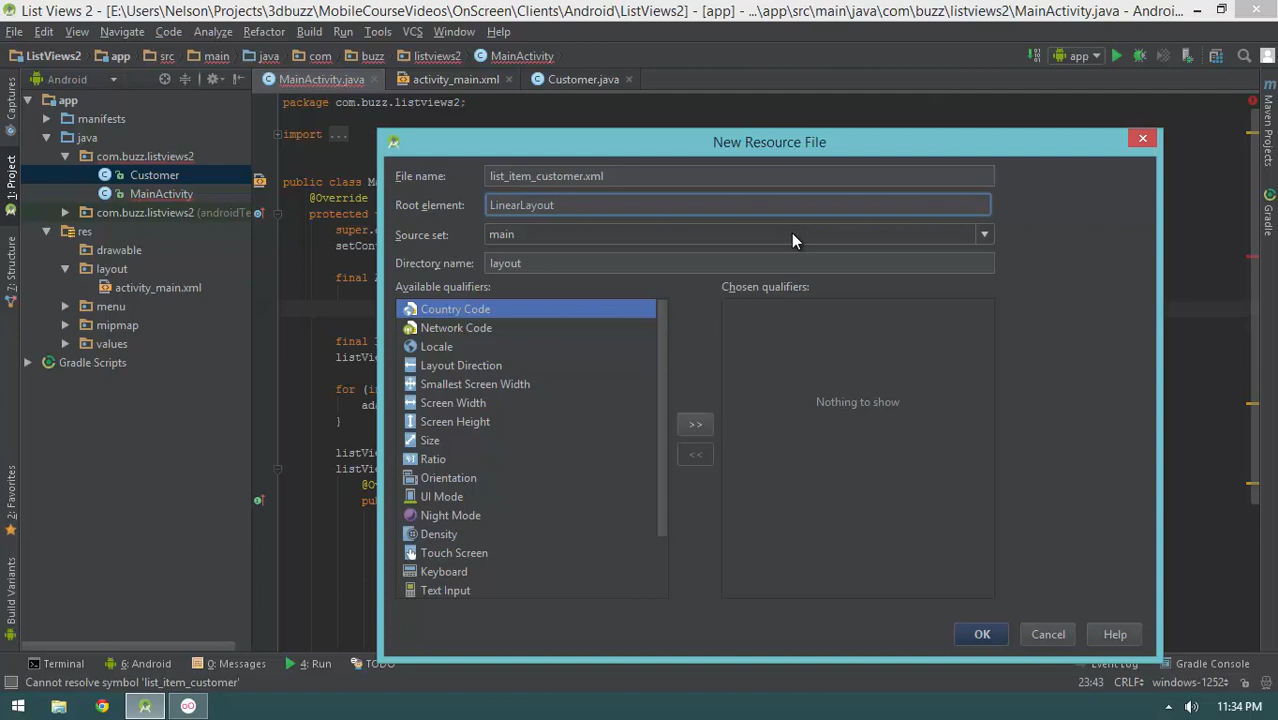 List Views 2 - [E:\Users\Nelson\Projects\3dbuzz\MobileCourseVideos\OnScreen\Clients\Android\ListViews2] - [app] - ...\app\src\main\java\com\buzz\listviews2\MainActivity.java - Andro...
File Edit View Navigate Code Analyze Refactor Build Run Tools VCS Window Help
ListViews2 app src main java com buzz listviews2 MainActivity app
Android MainActivity.java activity_main.xml Customer.java
app
manifests
java
com.buzz.listviews2
Customer
MainActivity
com.buzz.listviews2 (androidTe
res
drawable
layout
activity_main.xml
menu
mipmap
values
Gradle Scripts
Captures
1: Project
7: Structure
2: Favorites
Build Variants
package com.buzz.listviews2;
import ...
public class M
@Override
protected
super.
setCont
final
final
listVie
for (in
ad
}
listVie
listVie
@O
pu
New Resource File
File name: list_item_customer.xml
Root element: LinearLayout
Source set: main
Directory name: layout
Available qualifiers: Chosen qualifiers:
Country Code
Network Code
Locale
Layout Direction
Smallest Screen Width
Screen Width
Screen Height
Size
Ratio
Orientation
UI Mode
Night Mode
Density
Touch Screen
Keyboard
Text Input
>>
<<
Nothing to show
OK Cancel Help
Maven Projects
Gradle
Terminal 6: Android 0: Messages 4: Run TODO Event Log Gradle Console
Cannot resolve symbol 'list_item_customer' 23:43 CRLF windows-1252
11:34 PM